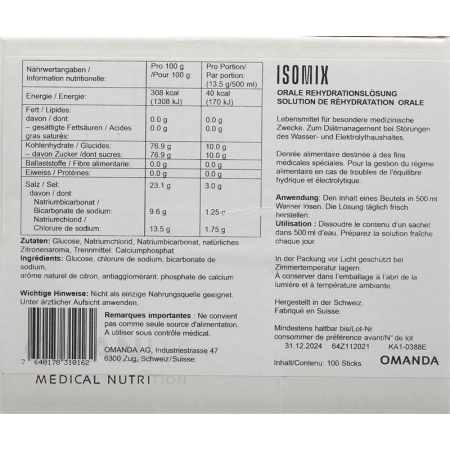 Nährwertangaben /
Information nutritionelle:
Pro 100 g
/Pour 100 g:
Pro Portion/
Par portion:
(13.5 g/500 ml)
Energie / Energie:
308 kcal
(1308 kJ)
40 kcal
(170 kJ)
Fett / Lipides:
0.0 g
0.0 g
davon / dont:
– gesättigte Fettsäuren / Acides
gras saturés:
0.0 g
0.0 g
Kohlenhydrate / Glucides:
76.9 g
10.0 g
– davon Zucker /dont sucres:
76.9 g
10.0 g
Ballaststoffe / Fibre alimentaire:
0.0 g
0.0 g
Eiweiss / Protéines:
0.0 g
0.0 g
Salz / Sel:
23.1 g
3.0 g
davon / dont
Natriumbicarbonat /
Bicarbonate de sodium:
9.6 g
1.25 g
Natriumchlorid /
Chlorure de sodium
13.5 g
1.75 g
Zutaten: Glucose, Natriumchlorid, Natriumbicarbonat, natürliches
Zitronenaroma, Trennmittel: Calciumphosphat
Ingrédients: Glucose, chlorure de sodium, bicarbonate de
sodium,
arôme naturel de citron, antiagglomérant: phosphate de calcium
Wichtige Hinweise: Nicht als einzige Nahrungsquelle geeignet.
Unter ärztlicher Aufsicht anwenden.
Remarques importantes : Ne convient
pas comme seule source d'alimentation.
A utiliser sous contrôle médical.
OMANDA AG, Industriestrasse 47
6300 Zug, Schweiz/Suisse
7 640178 310162
MEDICAL NUTRITION
ISOMIX
ORALE REHYDRATIONSLÖSUNG
SOLUTION DE RÉHYDRATATION ORALE
Lebensmittel für besondere medizinische
Zwecke. Zum Diätmanagement bei Störungen
des Wasser- und Elektrolythaushaltes.
Denrée alimentaire destinée à des fins
médicales spéciales. Pour la gestion du régime
alimentaire en cas de troubles de l'équilibre
hydrique et électrolytique.
Anwendung: Den Inhalt eines Beutels in 500 ml
Wasser lösen. Die Lösung täglich frisch
herstellen.
Utilisation : Dissoudre le contenu d'un sachet
dans 500 ml d'eau. Préparez la solution fraîche
chaque jour.
In der Packung vor Licht geschützt bei
Zimmertemperatur lagern.
À conserver dans l'emballage à l'abri de la
lumière et à température ambiante.
Hergestellt in der Schweiz.
Fabriqué en Suisse.
Mindestens haltbar bis/Lot-Nr
consommer de préférence avant/N° de lot
31.12.2024 64Z112021 KA1-0388E
Inhalt/Contenu: 100 Sticks
OMANDA